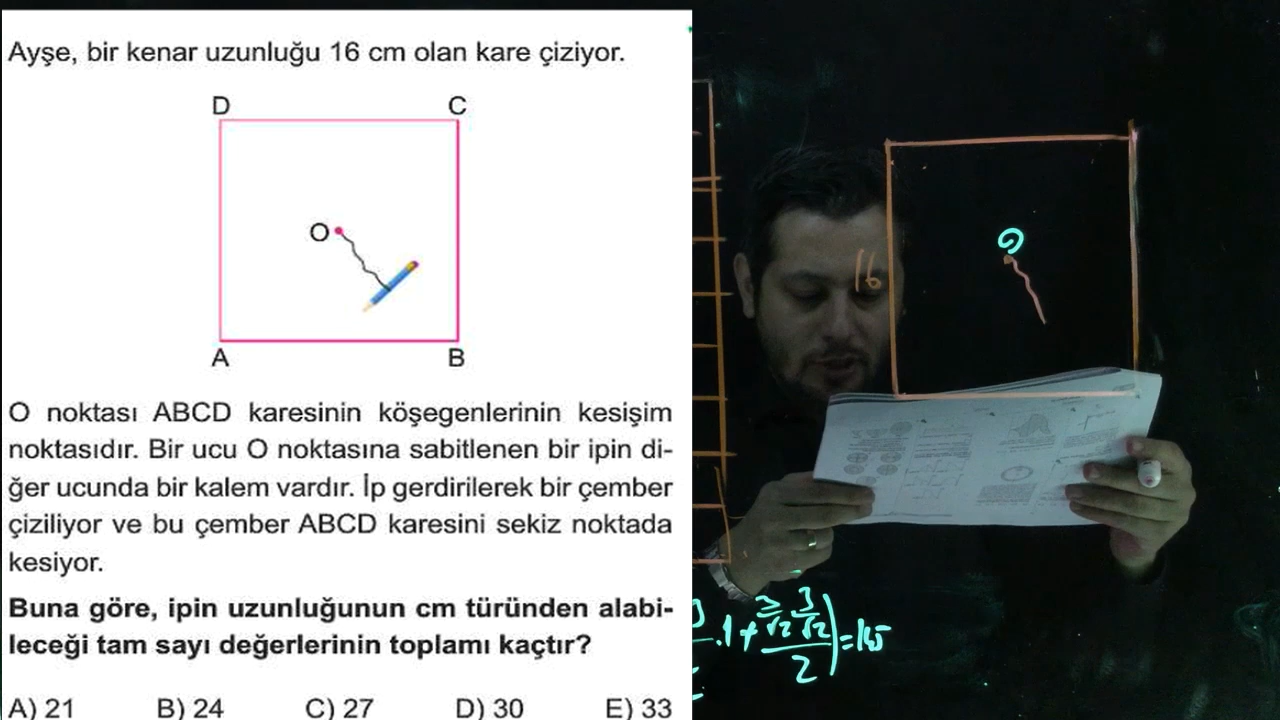 Ayşe, bir kenar uzunluğu 16 cm olan kare çiziyor.
D
C
O
A
B
O noktası ABCD karesinin köşegenlerinin kesişim
noktasıdır. Bir ucu O noktasına sabitlenen bir ipin di-
ğer ucunda bir kalem vardır. İp gerdirilerek bir çember
çiziliyor ve bu çember ABCD karesini sekiz noktada
kesiyor.
Buna göre, ipin uzunluğunun cm türünden alabi-
leceği tam sayı değerlerinin toplamı kaçtır?
A) 21 B) 24 C) 27 D) 30 E) 33
16
O